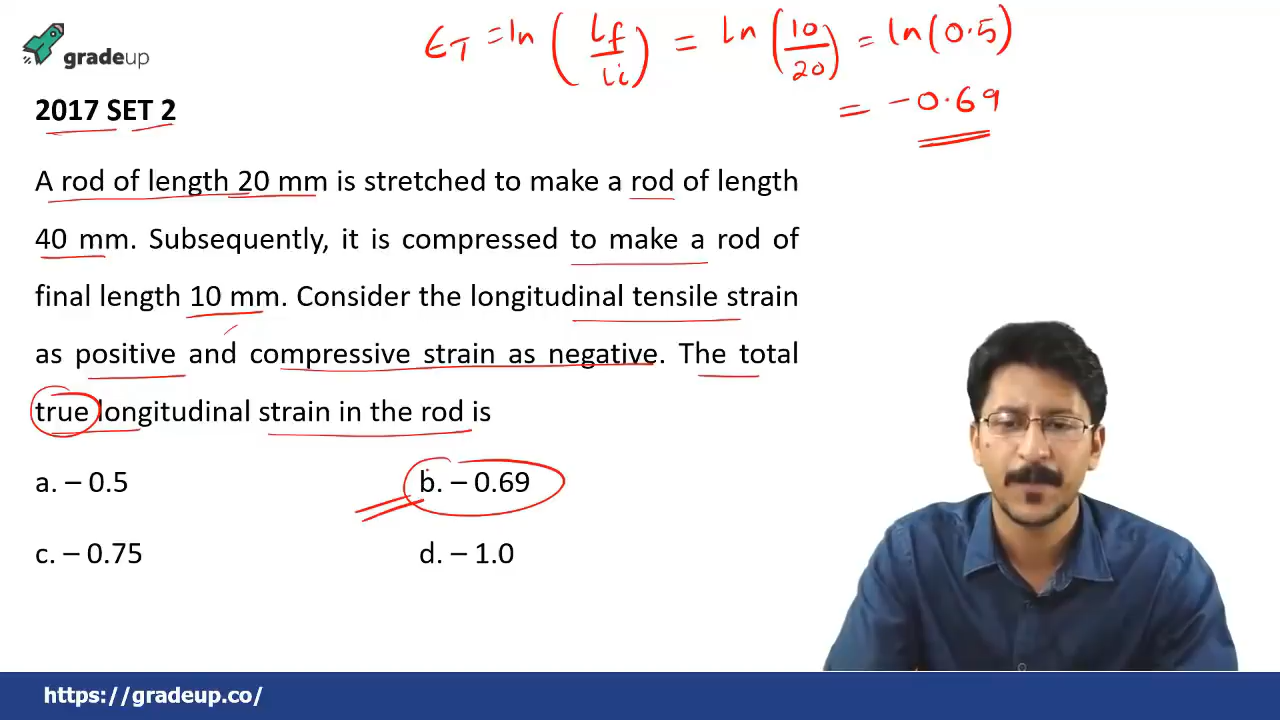 gradeup
ϵT = ln (Lf/Li) = ln (10/20) = ln(0.5)
= -0.69
2017 SET 2
A rod of length 20 mm is stretched to make a rod of length
40 mm. Subsequently, it is compressed to make a rod of
final length 10 mm. Consider the longitudinal tensile strain
as positive and compressive strain as negative. The total
true longitudinal strain in the rod is
a. – 0.5
b. – 0.69
c. – 0.75
d. – 1.0
https://gradeup.co/